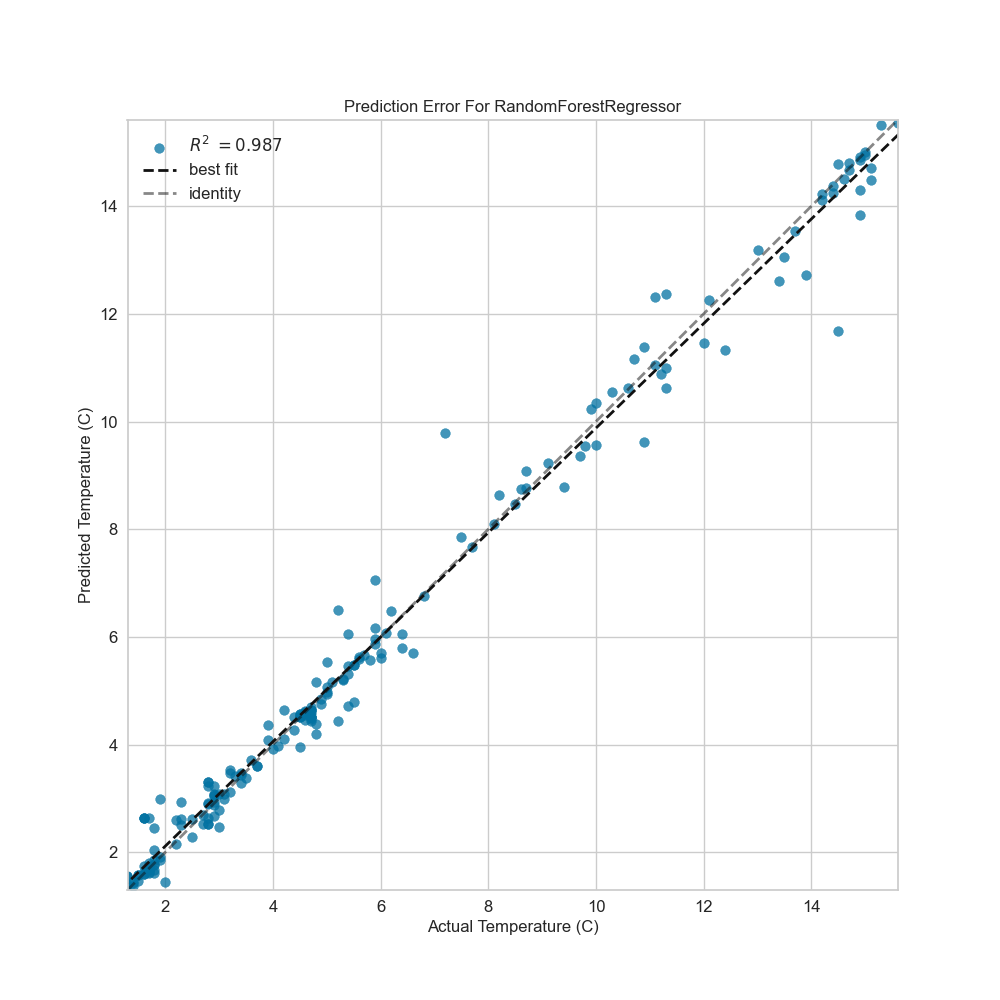 Prediction Error For RandomForestRegressor
R² = 0.987
best fit
identity
14
12
10
8
6
4
2
Predicted Temperature (C)
2 4 6 8 10 12 14
Actual Temperature (C)